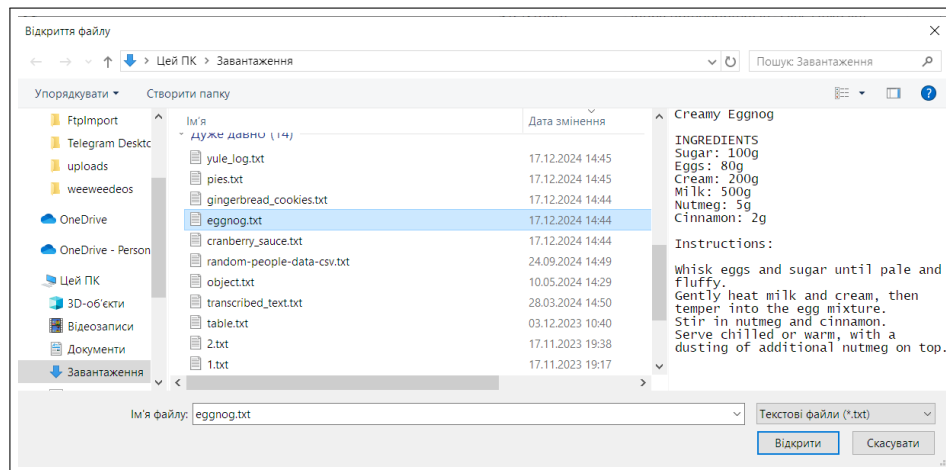 Відкриття файлу
Цей ПК > Завантаження
Пошук: Завантаження
Упорядкувати
Створити папку
FtpImport
Telegram Deskto
uploads
weeweedeos
OneDrive
OneDrive - Person
Цей ПК
3D-об'єкти
Відеозаписи
Документи
Завантаження
Ім'я
Дата змінення
Дуже давно (14)
yule_log.txt 17.12.2024 14:45
pies.txt 17.12.2024 14:45
gingerbread_cookies.txt 17.12.2024 14:44
eggnog.txt 17.12.2024 14:44
cranberry_sauce.txt 17.12.2024 14:44
random-people-data-csv.txt 24.09.2024 14:49
object.txt 10.05.2024 14:29
transcribed_text.txt 28.03.2024 14:50
table.txt 03.12.2023 10:40
2.txt 17.11.2023 19:38
1.txt 17.11.2023 19:17
Creamy Eggnog
INGREDIENTS
Sugar: 100g
Eggs: 80g
Cream: 200g
Milk: 500g
Nutmeg: 5g
Cinnamon: 2g
Instructions:
Whisk eggs and sugar until pale and
fluffy.
Gently heat milk and cream, then
temper into the egg mixture.
Stir in nutmeg and cinnamon.
Serve chilled or warm, with a
dusting of additional nutmeg on top.
Ім'я файлу: eggnog.txt
Текстові файли (*.txt)
Відкрити
Скасувати